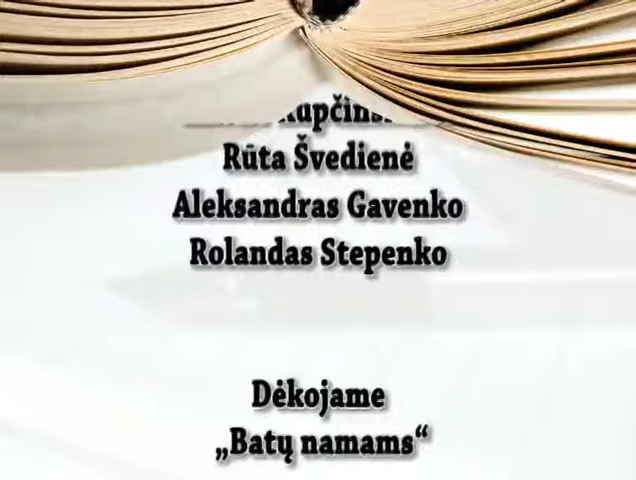 Rūta Švedienė
Aleksandras Gavenko
Rolandas Stepenko
Dėkojame
„Batų namams“